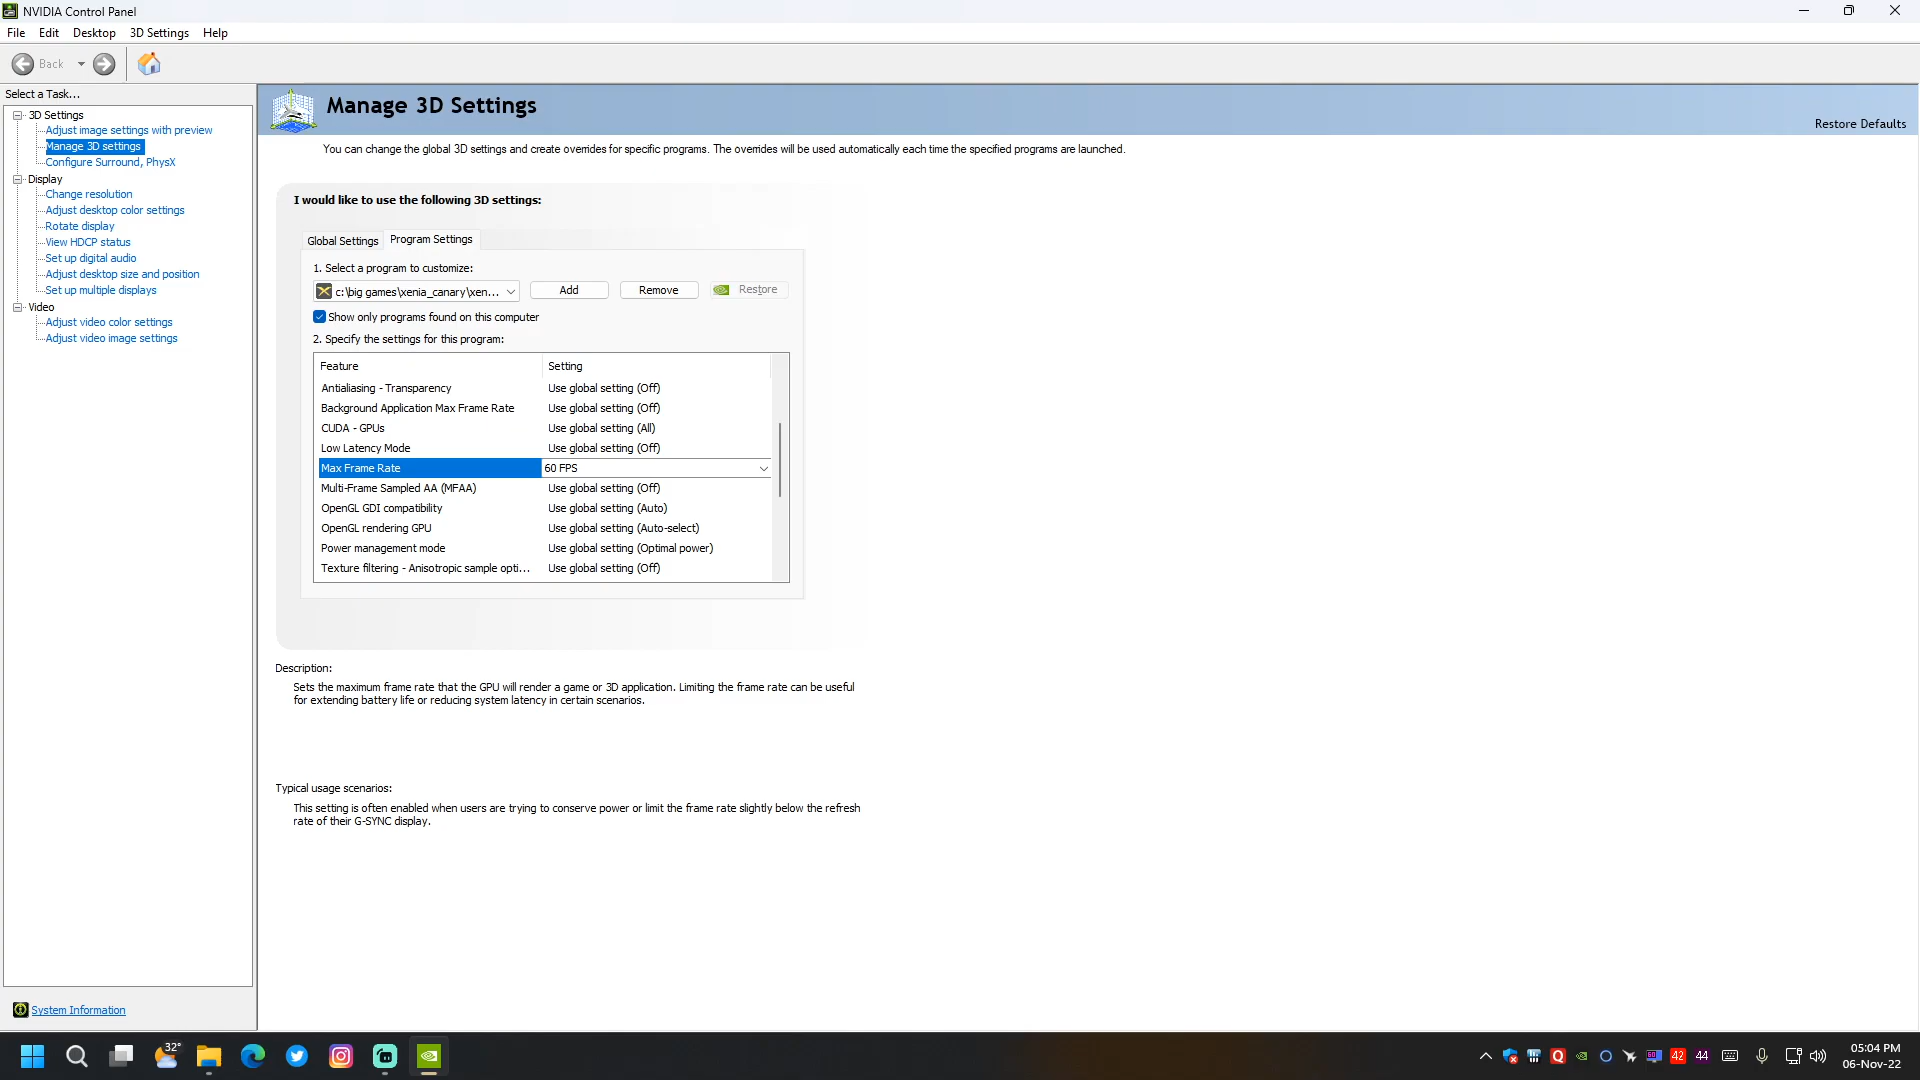 NVIDIA Control Panel
File Edit Desktop 3D Settings Help
Back
Select a Task...
3D Settings
Adjust image settings with preview
Manage 3D settings
Configure Surround, PhysX
Display
Change resolution
Adjust desktop color settings
Rotate display
View HDCP status
Set up digital audio
Adjust desktop size and position
Set up multiple displays
Video
Adjust video color settings
Adjust video image settings
System Information
Manage 3D Settings
Restore Defaults
You can change the global 3D settings and create overrides for specific programs. The overrides will be used automatically each time the specified programs are launched.
I would like to use the following 3D settings:
Global Settings Program Settings
1. Select a program to customize:
c:\big games\xenia_canary\xen... Add Remove Restore
Show only programs found on this computer
2. Specify the settings for this program:
Feature Setting
Antialiasing - Transparency Use global setting (Off)
Background Application Max Frame Rate Use global setting (Off)
CUDA - GPUs Use global setting (All)
Low Latency Mode Use global setting (Off)
Max Frame Rate 60 FPS
Multi-Frame Sampled AA (MFAA) Use global setting (Off)
OpenGL GDI compatibility Use global setting (Auto)
OpenGL rendering GPU Use global setting (Auto-select)
Power management mode Use global setting (Optimal power)
Texture filtering - Anisotropic sample opti... Use global setting (Off)
Description:
Sets the maximum frame rate that the GPU will render a game or 3D application. Limiting the frame rate can be useful
for extending battery life or reducing system latency in certain scenarios.
Typical usage scenarios:
This setting is often enabled when users are trying to conserve power or limit the frame rate slightly below the refresh
rate of their G-SYNC display.
32°
Q 42 44
05:04 PM
06-Nov-22